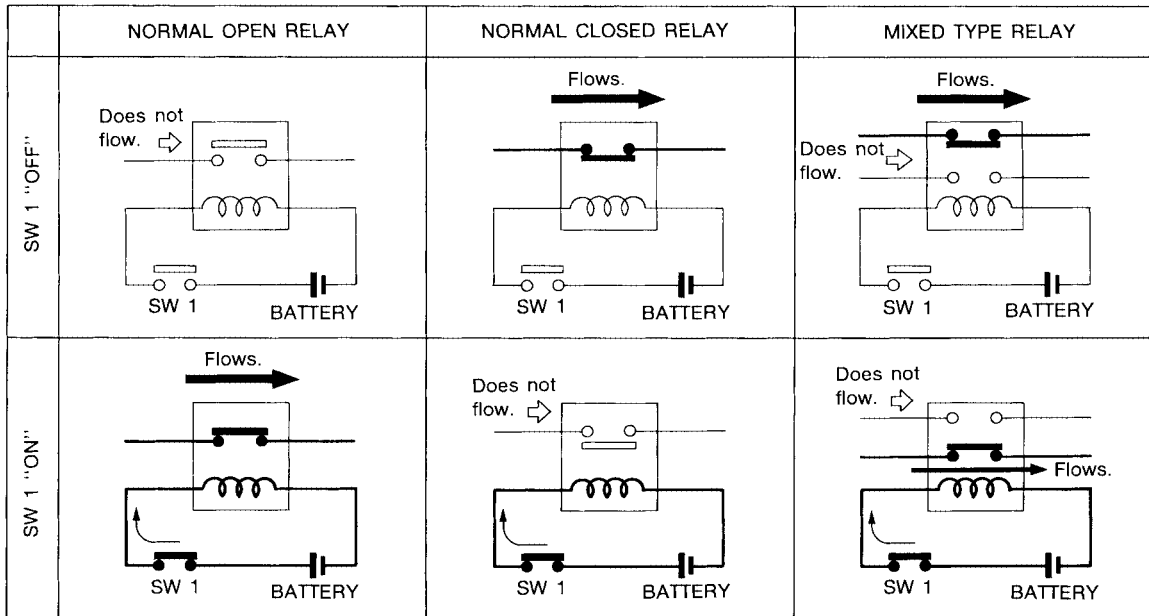 NORMAL OPEN RELAY
NORMAL CLOSED RELAY
MIXED TYPE RELAY
SW 1 "OFF"
Does not
flow.
SW 1
BATTERY
Flows.
SW 1
BATTERY
Flows.
Does not
flow.
SW 1
BATTERY
SW 1 "ON"
Flows.
SW 1
BATTERY
Does not
flow.
SW 1
BATTERY
Does not
flow.
Flows.
SW 1
BATTERY